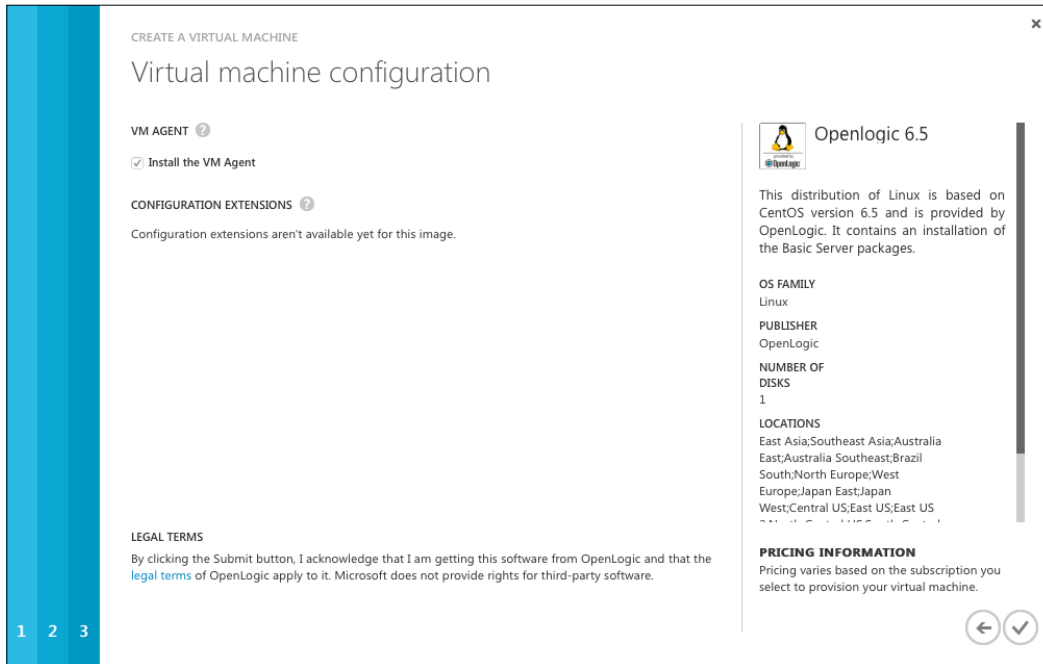 CREATE A VIRTUAL MACHINE
Virtual machine configuration
VM AGENT ?
Install the VM Agent
CONFIGURATION EXTENSIONS ?
Configuration extensions aren't available yet for this image.
LEGAL TERMS
By clicking the Submit button, I acknowledge that I am getting this software from OpenLogic and that the
legal terms of OpenLogic apply to it. Microsoft does not provide rights for third-party software.
provided by
OpenLogic
Openlogic 6.5
This distribution of Linux is based on
CentOS version 6.5 and is provided by
OpenLogic. It contains an installation of
the Basic Server packages.
OS FAMILY
Linux
PUBLISHER
OpenLogic
NUMBER OF
DISKS
1
LOCATIONS
East Asia;Southeast Asia;Australia
East;Australia Southeast;Brazil
South;North Europe;West
Europe;Japan East;Japan
West;Central US;East US;East US
PRICING INFORMATION
Pricing varies based on the subscription you
select to provision your virtual machine.
1 2 3